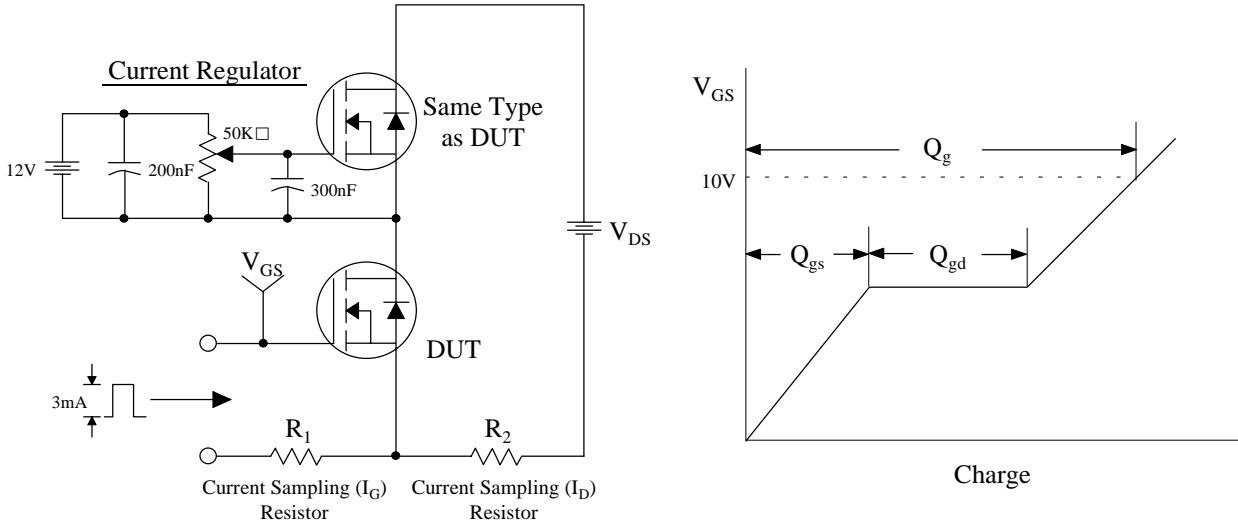 Current Regulator
Same Type
as DUT
50K□
12V
200nF
300nF
V_DS
V_GS
DUT
3mA
R_1
R_2
Current Sampling (I_G)
Resistor
Current Sampling (I_D)
Resistor
V_GS
Q_g
10V
Q_gs
Q_gd
Charge